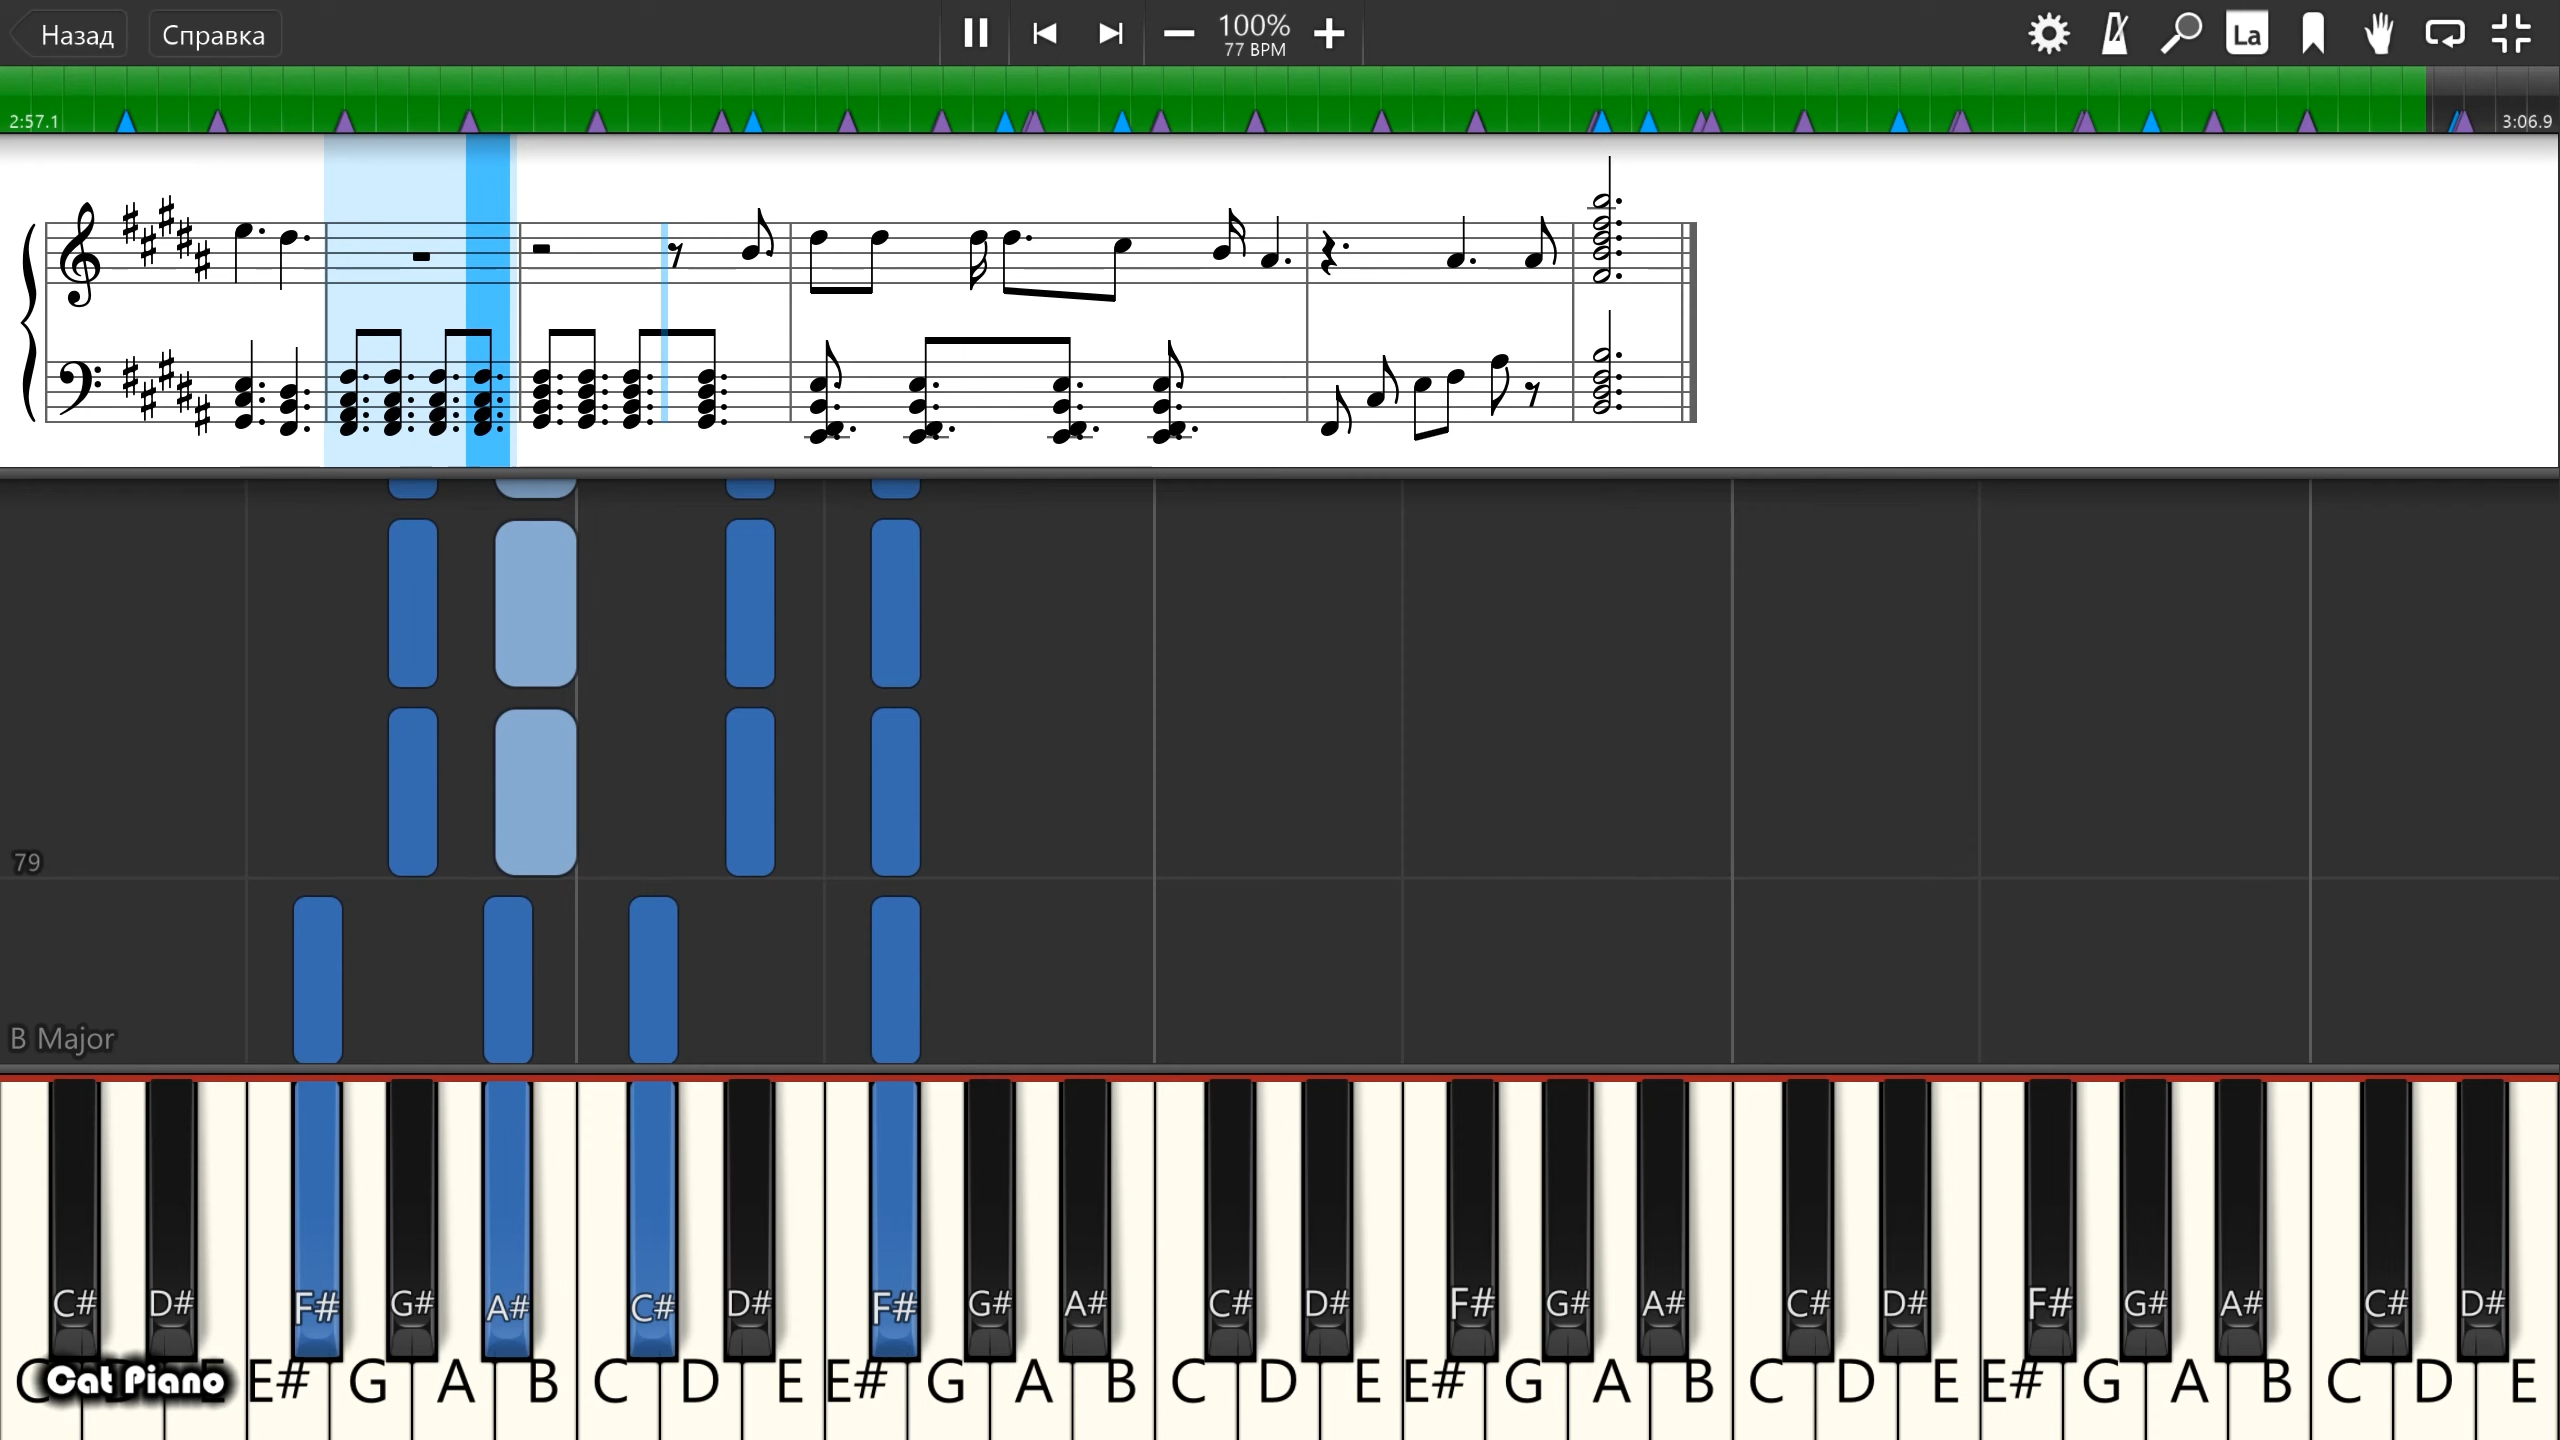 Назад Справка 100% La
77 BPM
2:57.1 3:06.9
79
B Major
C# D# F# G# A# C# D# F# G# A# C# D# F# G# A# C# D# F# G# A# C# D#
Cat Piano E# G A B C D E E# G A B C D E E# G A B C D E E# G A B C D E